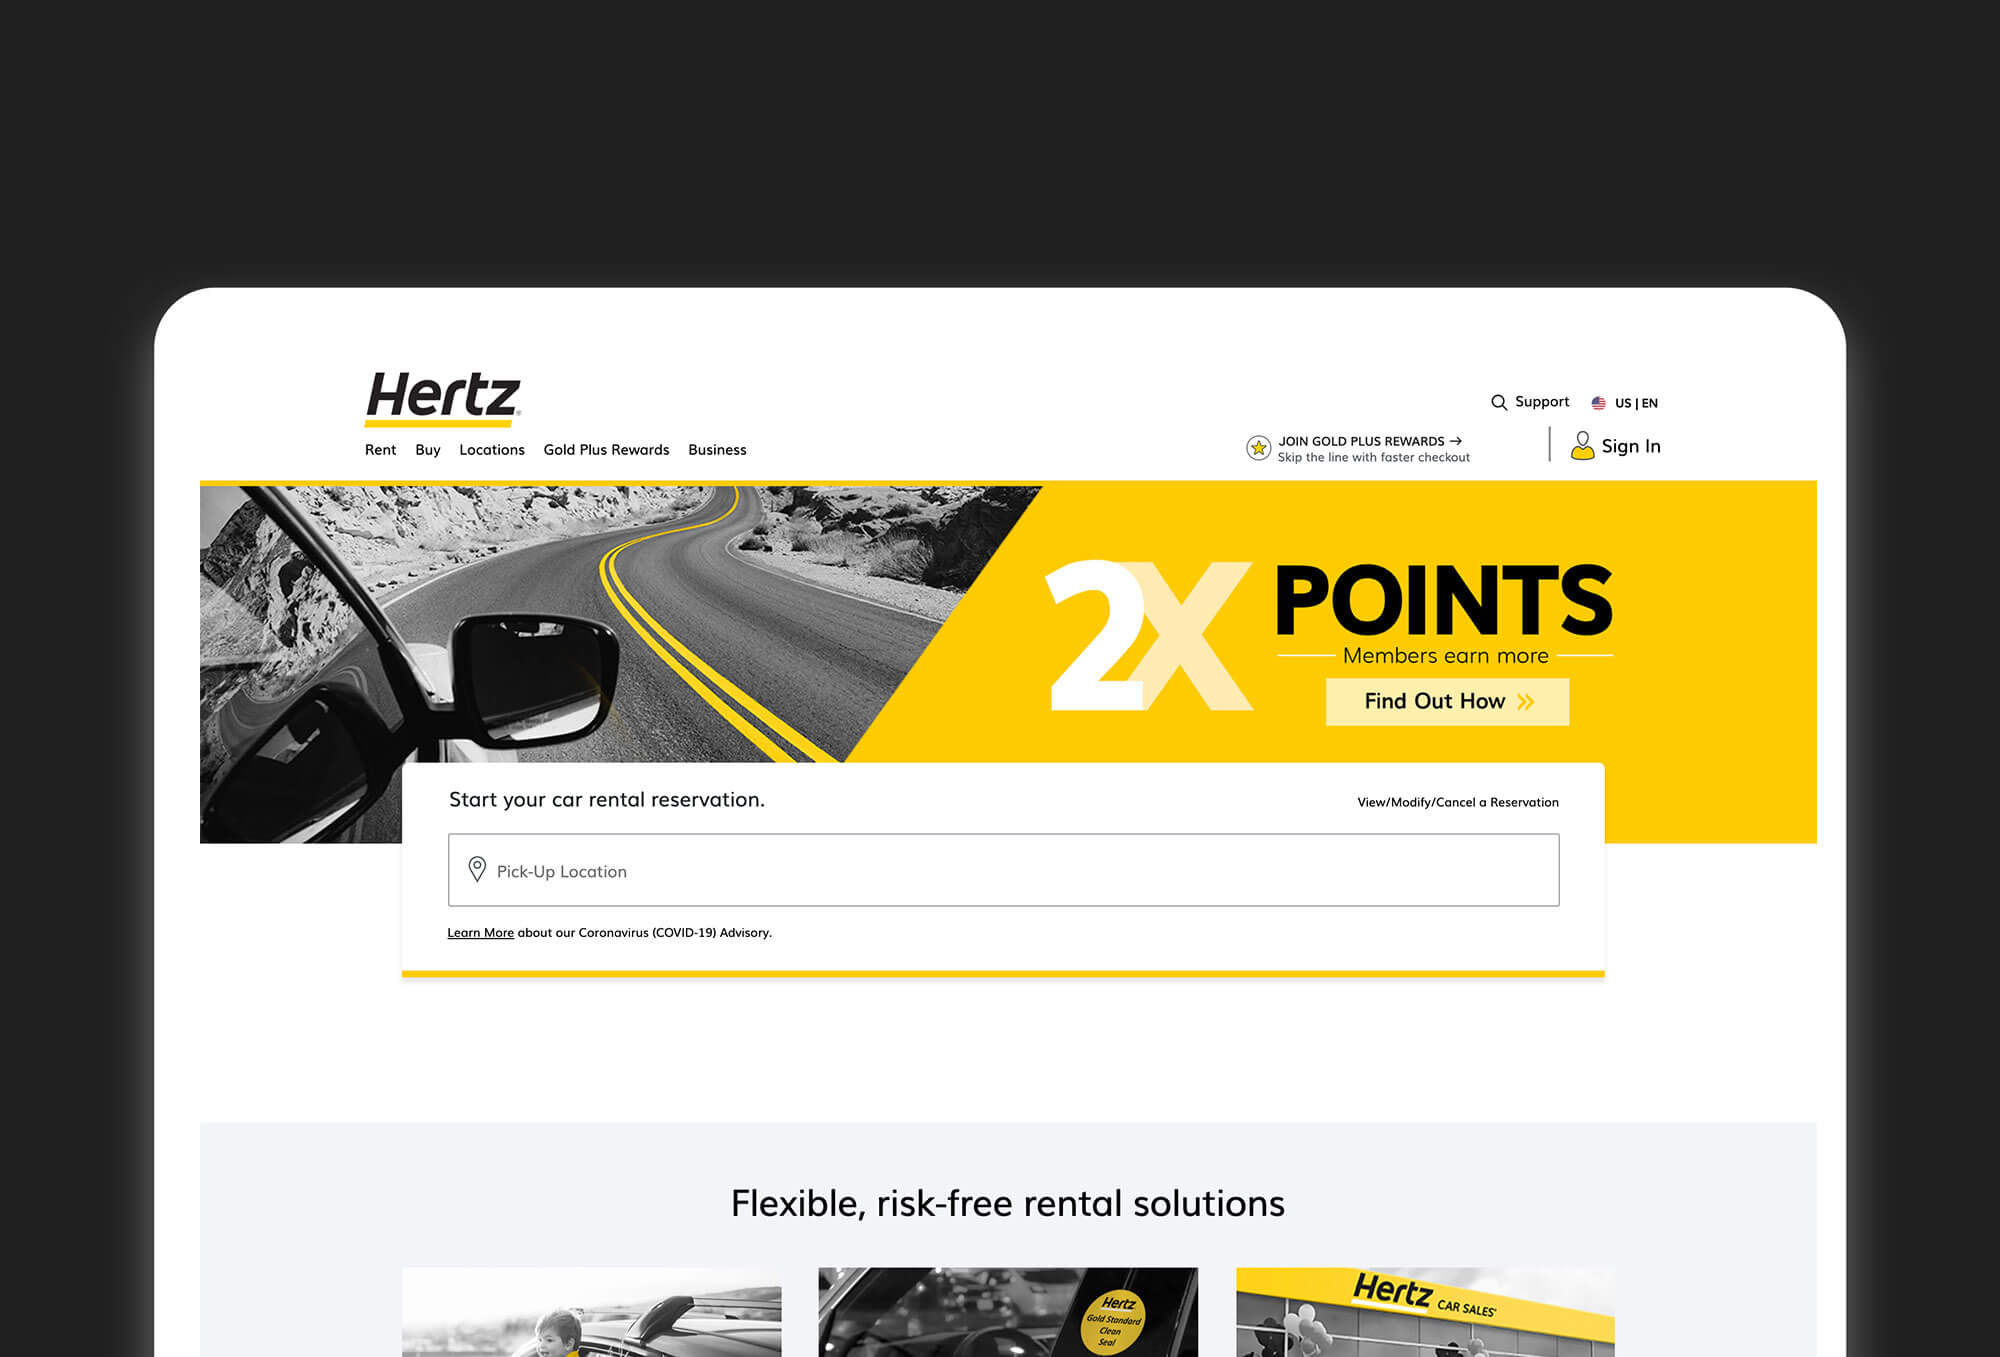 Hertz
Support
US | EN
Rent Buy Locations Gold Plus Rewards Business
JOIN GOLD PLUS REWARDS →
Skip the line with faster checkout
Sign In
2X POINTS
Members earn more
Find Out How »
Start your car rental reservation.
View/Modify/Cancel a Reservation
Pick-Up Location
Learn More about our Coronavirus (COVID-19) Advisory.
Flexible, risk-free rental solutions
Hertz
Gold Standard
Clean
Seal
Hertz CAR SALES